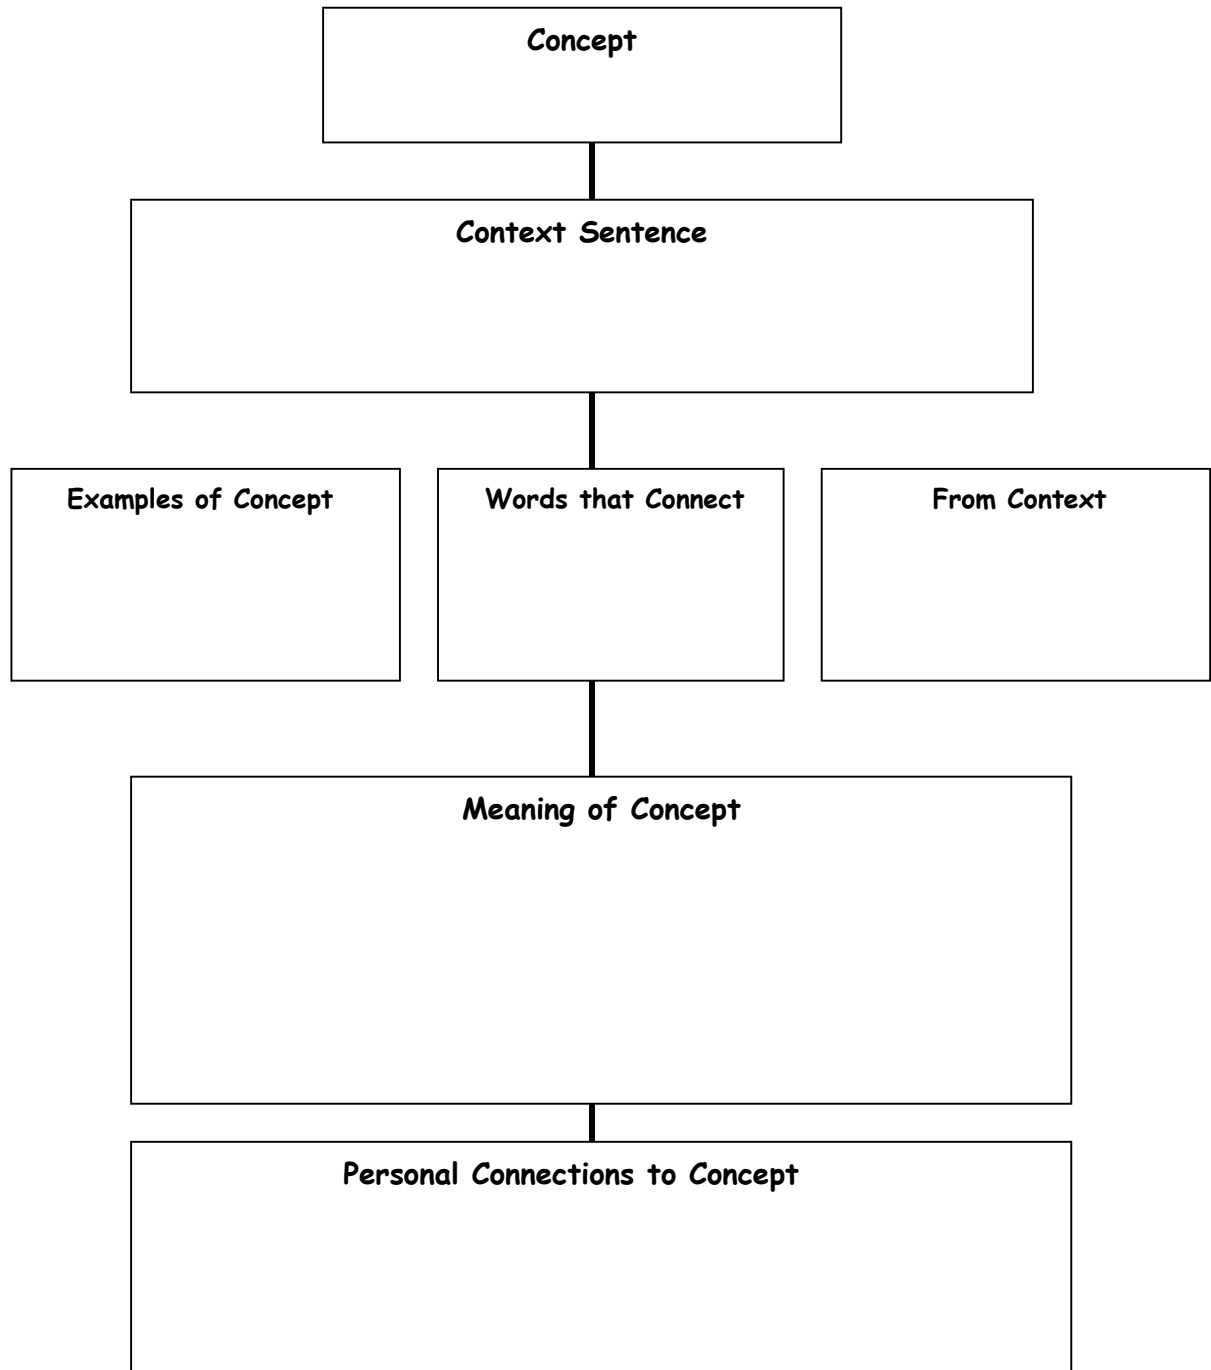 Concept
Context Sentence
Examples of Concept
Words that Connect
From Context
Meaning of Concept
Personal Connections to Concept